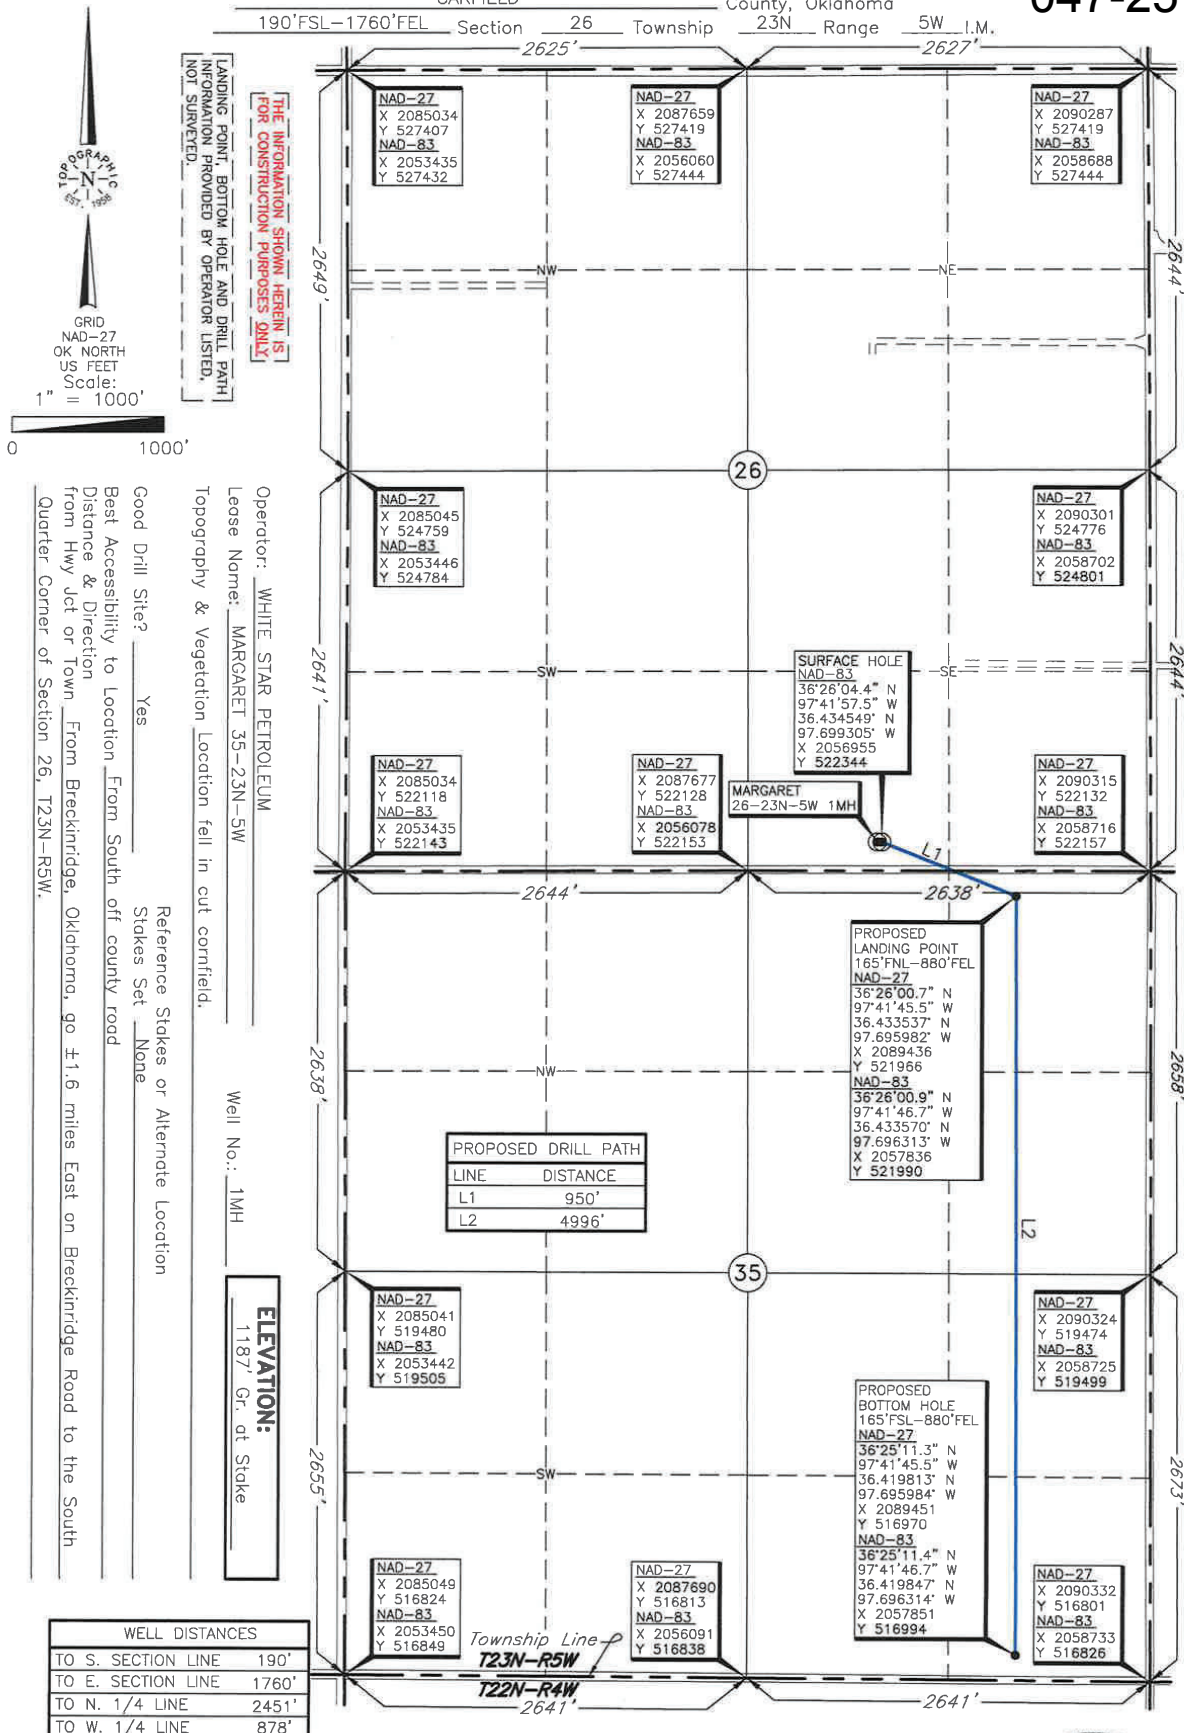 GARFIELD County, Oklahoma
047-25
190'FSL-1760'FEL Section 26 Township 23N Range 5W I.M.
2625'
2627'
TOPOGRAPHIC
N
EST. 1958
GRID
NAD-27
OK NORTH
US FEET
Scale:
1" = 1000'
0 1000'
LANDING POINT, BOTTOM HOLE AND DRILL PATH
INFORMATION PROVIDED BY OPERATOR LISTED,
NOT SURVEYED.
THE INFORMATION SHOWN HEREIN IS
FOR CONSTRUCTION PURPOSES ONLY
NAD-27
X 2085034
Y 527407
NAD-83
X 2053435
Y 527432
NAD-27
X 2087659
Y 527419
NAD-83
X 2056060
Y 527444
NAD-27
X 2090287
Y 527419
NAD-83
X 2058688
Y 527444
2649'
2644'
NW
NE
26
NAD-27
X 2085045
Y 524759
NAD-83
X 2053446
Y 524784
NAD-27
X 2090301
Y 524776
NAD-83
X 2058702
Y 524801
2641'
2644'
SW
SE
SURFACE HOLE
NAD-83
36°26'04.4" N
97°41'57.5" W
36.434549° N
97.699305° W
X 2056955
Y 522344
MARGARET
26-23N-5W 1MH
NAD-27
X 2085034
Y 522118
NAD-83
X 2053435
Y 522143
NAD-27
X 2087677
Y 522128
NAD-83
X 2056078
Y 522153
NAD-27
X 2090315
Y 522132
NAD-83
X 2058716
Y 522157
L1
2644'
2638'
PROPOSED
LANDING POINT
165'FNL-880'FEL
NAD-27
36°26'00.7" N
97°41'45.5" W
36.433537° N
97.695982° W
X 2089436
Y 521966
NAD-83
36°26'00.9" N
97°41'46.7" W
36.433570° N
97.696313° W
X 2057836
Y 521990
2638'
2658'
NW
PROPOSED DRILL PATH
LINE DISTANCE
L1 950'
L2 4996'
L2
35
NAD-27
X 2085041
Y 519480
NAD-83
X 2053442
Y 519505
NAD-27
X 2090324
Y 519474
NAD-83
X 2058725
Y 519499
2655'
2673'
SW
PROPOSED
BOTTOM HOLE
165'FSL-880'FEL
NAD-27
36°25'11.3" N
97°41'45.5" W
36.419813° N
97.695984° W
X 2089451
Y 516970
NAD-83
36°25'11.4" N
97°41'46.7" W
36.419847° N
97.696314° W
X 2057851
Y 516994
NAD-27
X 2085049
Y 516824
NAD-83
X 2053450
Y 516849
NAD-27
X 2087690
Y 516813
NAD-83
X 2056091
Y 516838
NAD-27
X 2090332
Y 516801
NAD-83
X 2058733
Y 516826
Township Line
T23N-R5W
T22N-R4W
2641'
2641'
Operator: WHITE STAR PETROLEUM
Lease Name: MARGARET 35-23N-5W Well No.: 1MH
ELEVATION:
1187' Gr. at Stake
Topography & Vegetation Location fell in cut cornfield.
Reference Stakes or Alternate Location
Good Drill Site? Yes Stakes Set None
Best Accessibility to Location From South off county road
Distance & Direction
from Hwy Jct or Town From Breckinridge, Oklahoma, go ±1.6 miles East on Breckinridge Road to the South
Quarter Corner of Section 26, T23N-R5W.
WELL DISTANCES
TO S. SECTION LINE 190'
TO E. SECTION LINE 1760'
TO N. 1/4 LINE 2451'
TO W. 1/4 LINE 878'